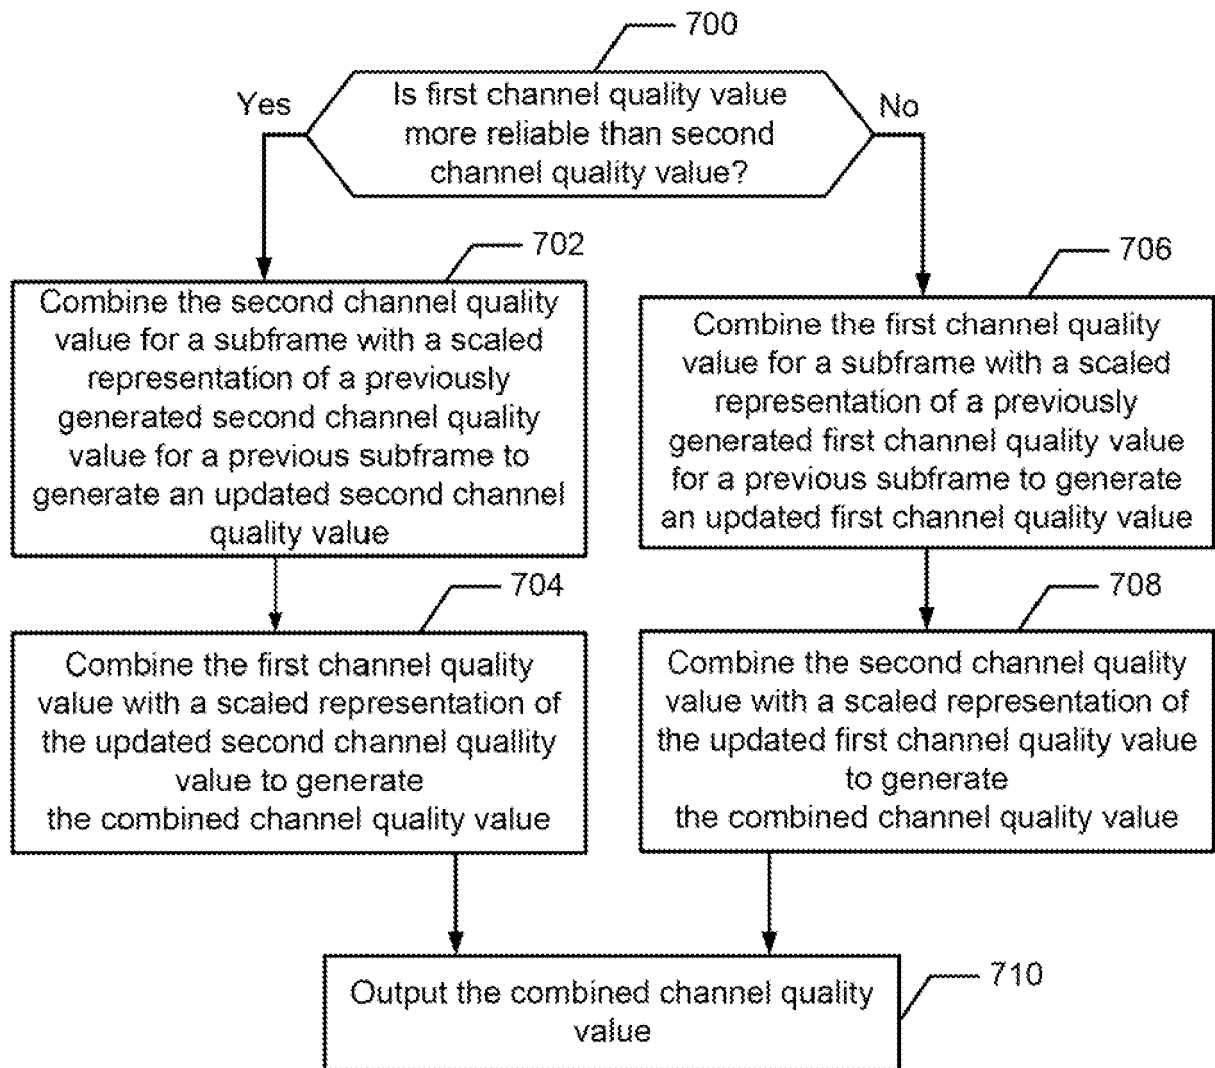 700
Is first channel quality value
more reliable than second
channel quality value?
Yes
No
702
Combine the second channel quality
value for a subframe with a scaled
representation of a previously
generated second channel quality
value for a previous subframe to
generate an updated second channel
quality value
706
Combine the first channel quality
value for a subframe with a scaled
representation of a previously
generated first channel quality value
for a previous subframe to generate
an updated first channel quality value
704
Combine the first channel quality
value with a scaled representation of
the updated second channel quallity
value to generate
the combined channel quality value
708
Combine the second channel quality
value with a scaled representation of
the updated first channel quality value
to generate
the combined channel quality value
710
Output the combined channel quality
value